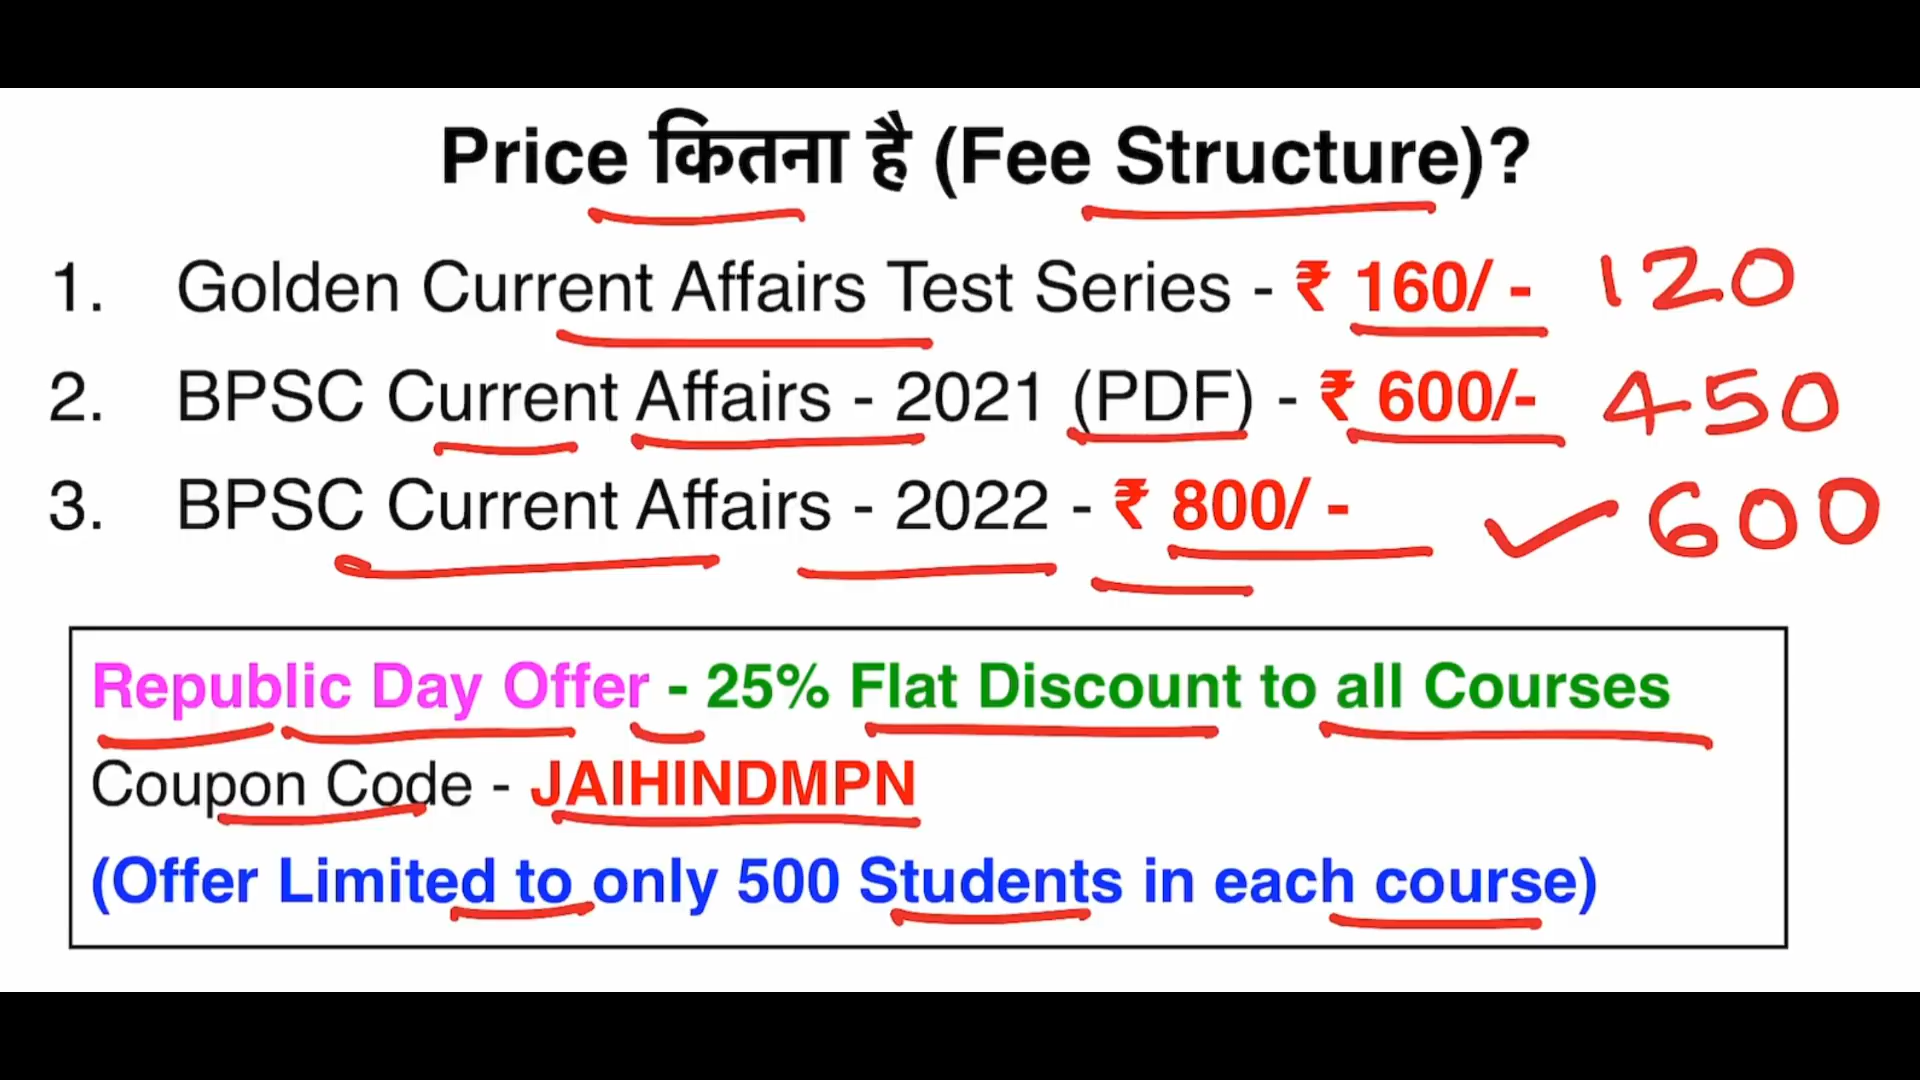 Price कितना है (Fee Structure)?
1. Golden Current Affairs Test Series - ₹ 160/ - 120
2. BPSC Current Affairs - 2021 (PDF) - ₹ 600/- 450
3. BPSC Current Affairs - 2022 - ₹ 800/ - ✓ 600
Republic Day Offer - 25% Flat Discount to all Courses
Coupon Code - JAIHINDMPN
(Offer Limited to only 500 Students in each course)